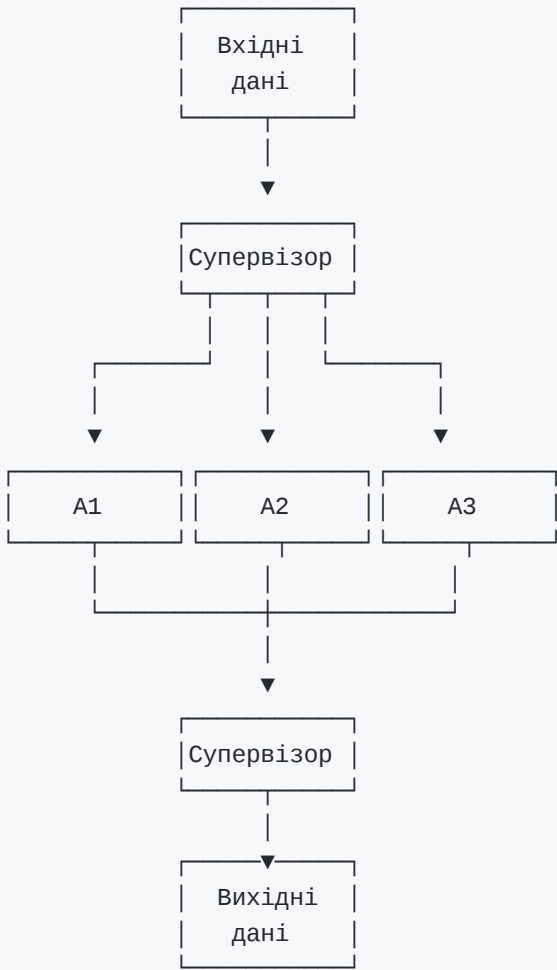 Вхідні
дані
Супервізор
A1 A2 A3
Супервізор
Вихідні
дані